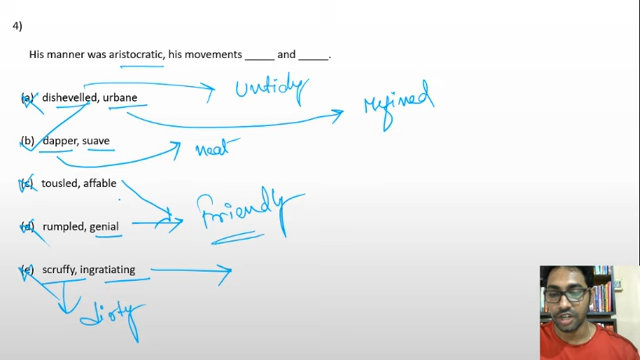 4)
His manner was aristocratic, his movements _____ and _____.
(a) dishevelled, urbane
untidy
refined
(b) dapper, suave
neat
(c) tousled, affable
Friendly
(d) rumpled, genial
(e) scruffy, ingratiating
dirty